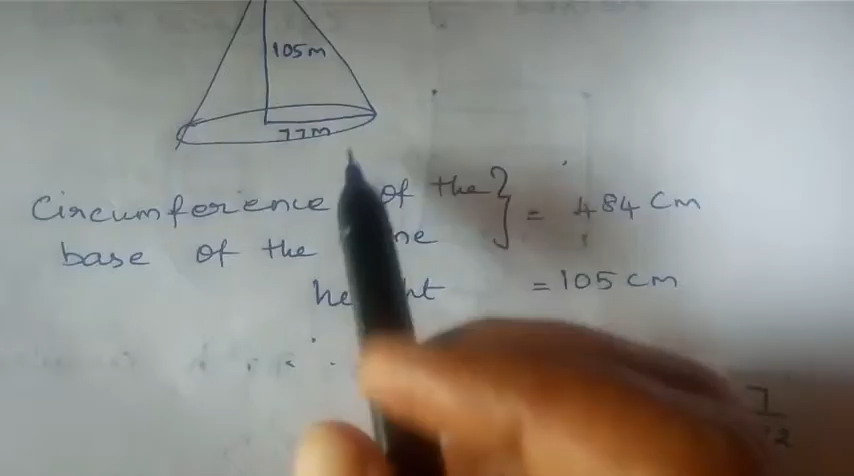 105m
77m
Circumference of the } = 484 cm
base of the
= 105 cm